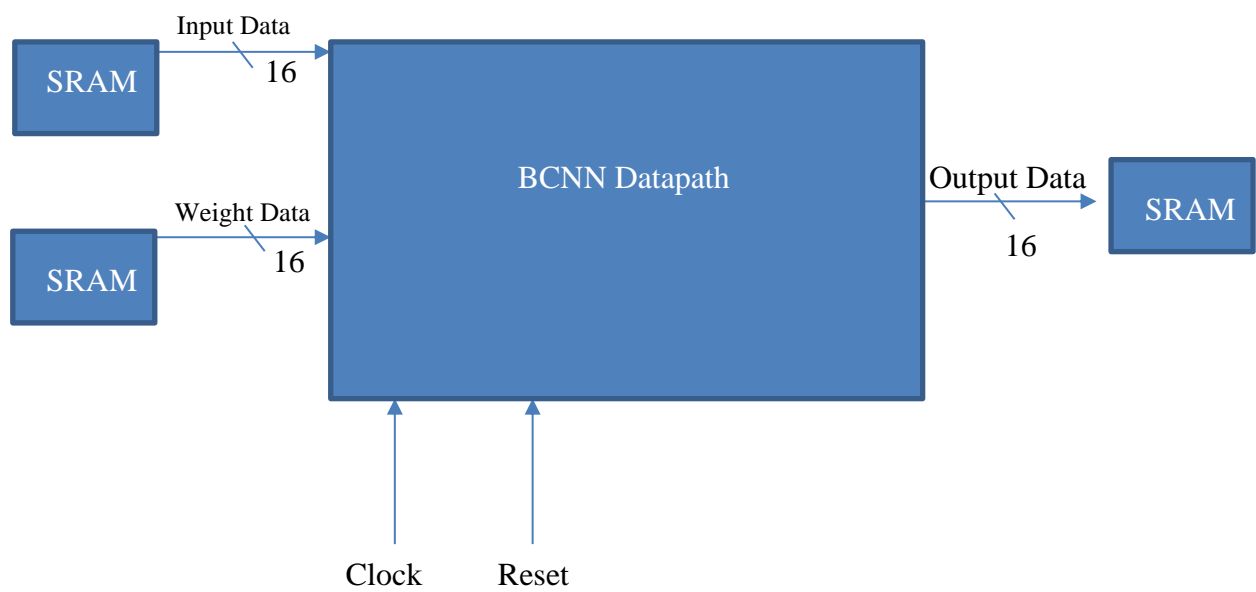 Input Data
16
SRAM
BCNN Datapath
Output Data
16
SRAM
Weight Data
16
SRAM
Clock
Reset